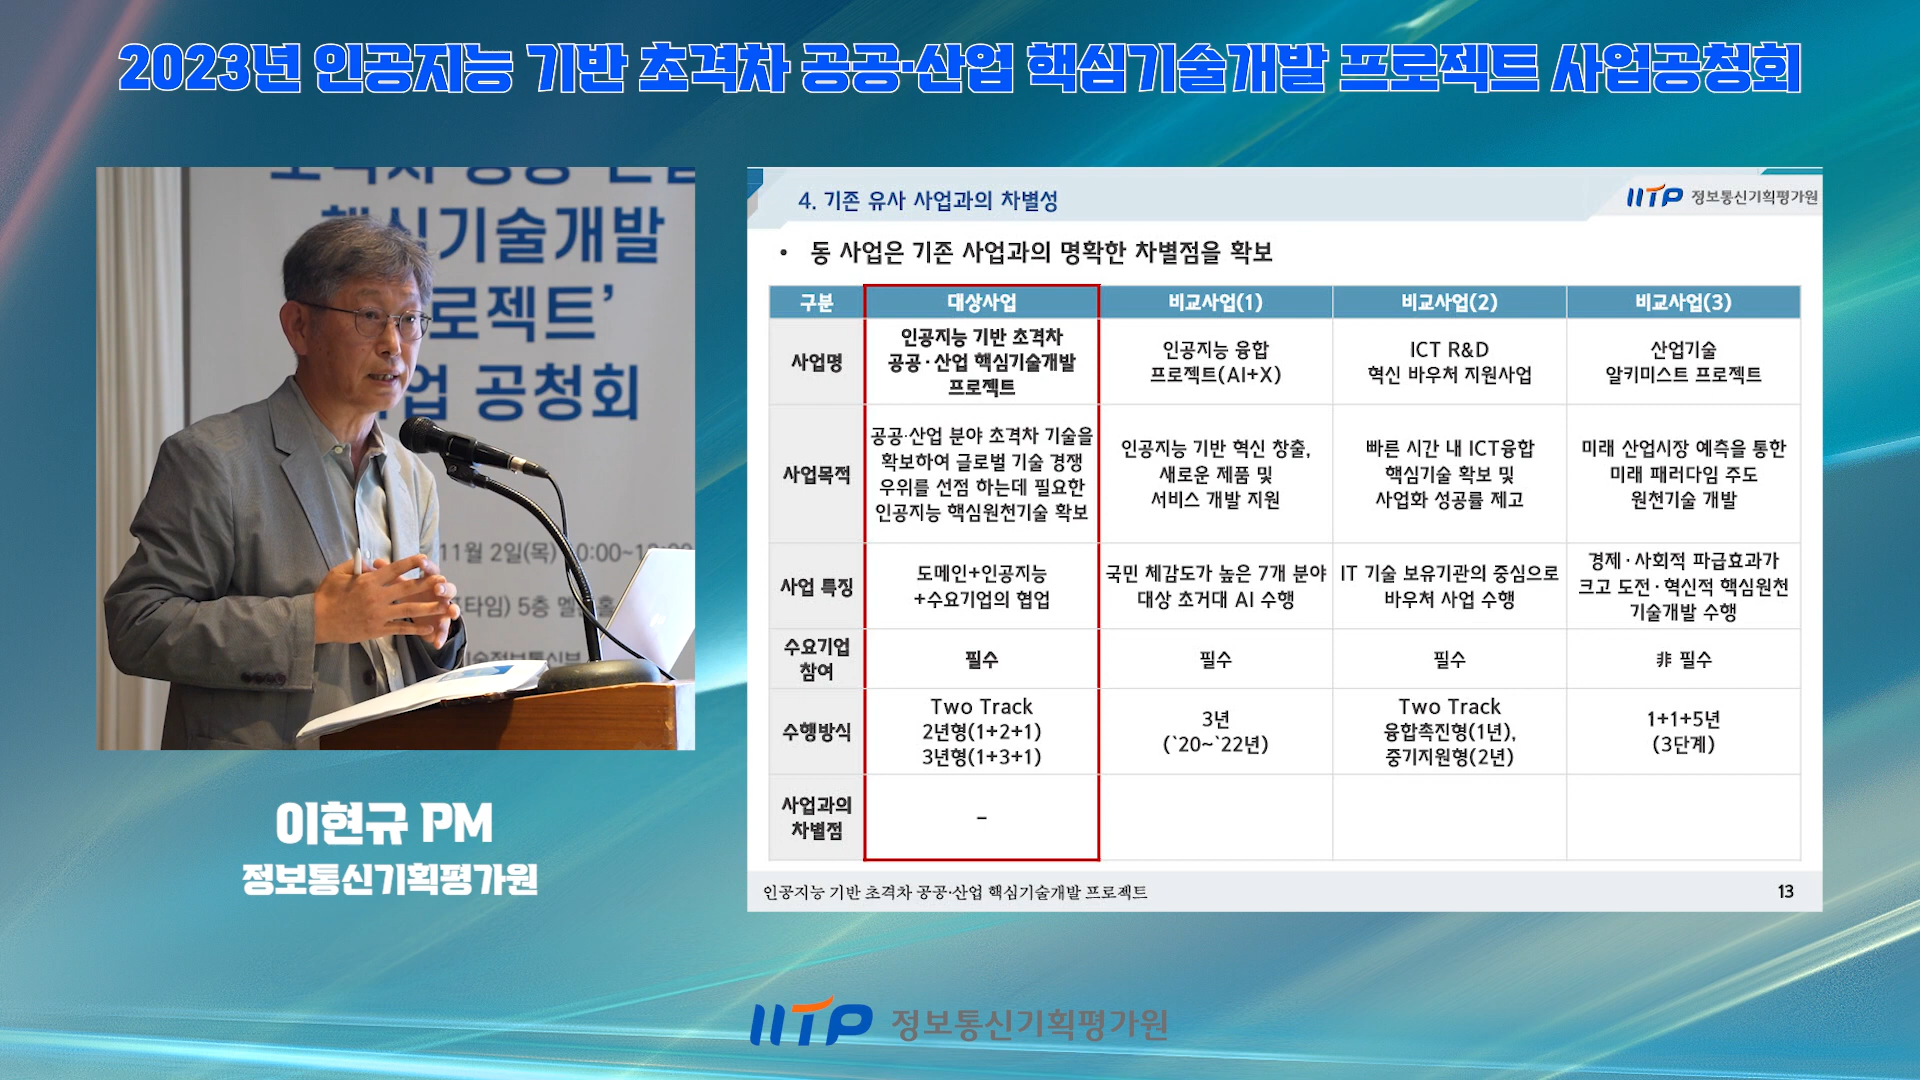 2023년 인공지능 기반 초격차 공공·산업 핵심기술개발 프로젝트 사업공청회
초격차 공공 산업
핵심기술개발
로젝트’
업 공청회
11월 2일(목)
5층
이현규 PM
정보통신기획평가원
4. 기존 유사 사업과의 차별성
IITP 정보통신기획평가원
• 동 사업은 기존 사업과의 명확한 차별점을 확보
구분 대상사업 비교사업(1) 비교사업(2) 비교사업(3)
사업명
인공지능 기반 초격차
공공·산업 핵심기술개발
프로젝트
인공지능 융합
프로젝트(AI+X)
ICT R&D
혁신 바우처 지원사업
산업기술
알키미스트 프로젝트
사업목적
공공·산업 분야 초격차 기술을
확보하여 글로벌 기술 경쟁
우위를 선점 하는데 필요한
인공지능 핵심원천기술 확보
인공지능 기반 혁신 창출,
새로운 제품 및
서비스 개발 지원
빠른 시간 내 ICT융합
핵심기술 확보 및
사업화 성공률 제고
미래 산업시장 예측을 통한
미래 패러다임 주도
원천기술 개발
사업 특징
도메인+인공지능
+수요기업의 협업
국민 체감도가 높은 7개 분야
대상 초거대 AI 수행
IT 기술 보유기관의 중심으로
바우처 사업 수행
경제·사회적 파급효과가
크고 도전·혁신적 핵심원천
기술개발 수행
수요기업
참여
필수
필수
필수
非 필수
수행방식
Two Track
2년형(1+2+1)
3년형(1+3+1)
3년
(`20~`22년)
Two Track
융합촉진형(1년),
중기지원형(2년)
1+1+5년
(3단계)
사업과의
차별점
–
인공지능 기반 초격차 공공·산업 핵심기술개발 프로젝트
13
IITP 정보통신기획평가원